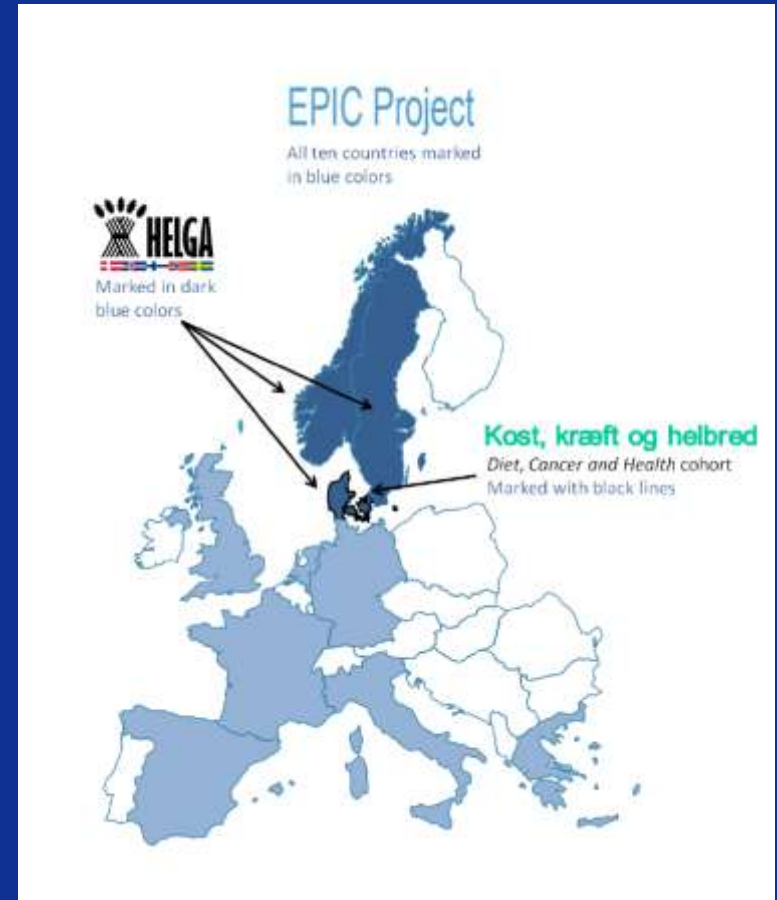 EPIC Project
All ten countries marked
in blue colors
HELGA
Marked in dark
blue colors
Kost, kræft og helbred
Diet, Cancer and Health cohort
Marked with black lines